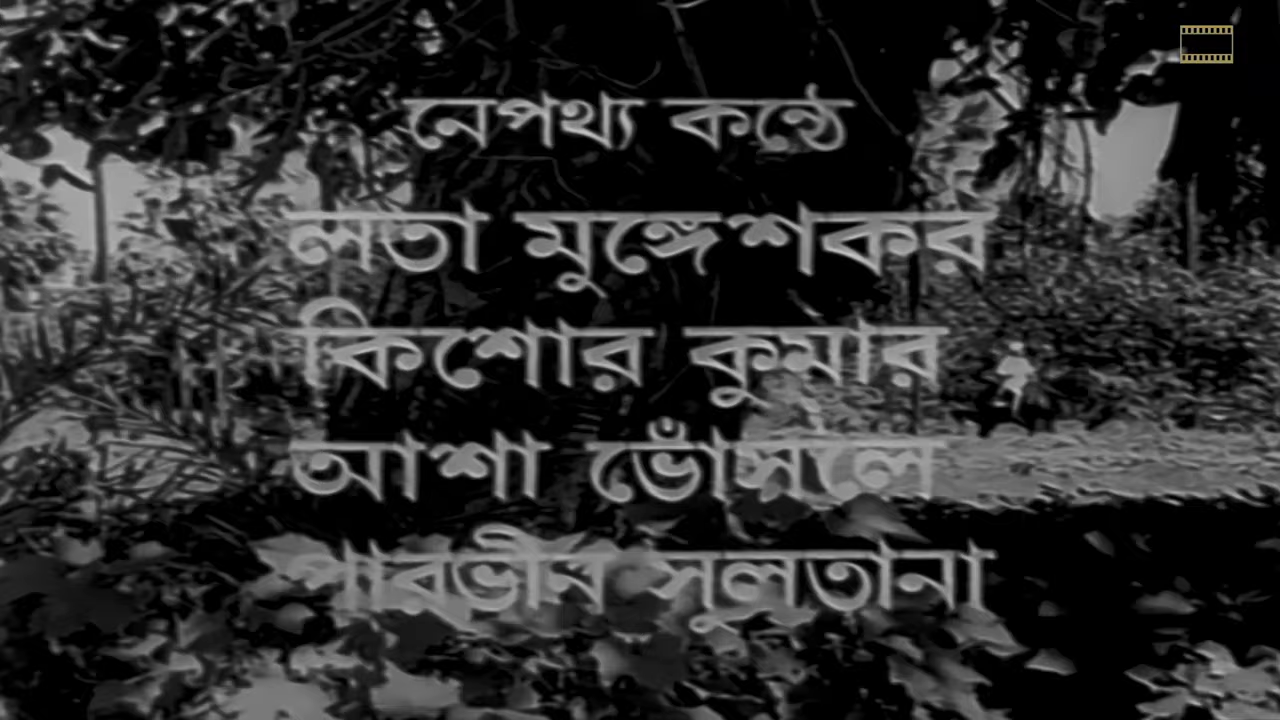 নেপথ্য কন্ঠে
লতা মুঙ্গেশকর
কিশোর কুমার
আশা ভোঁসলে
পারভীন সুলতানা